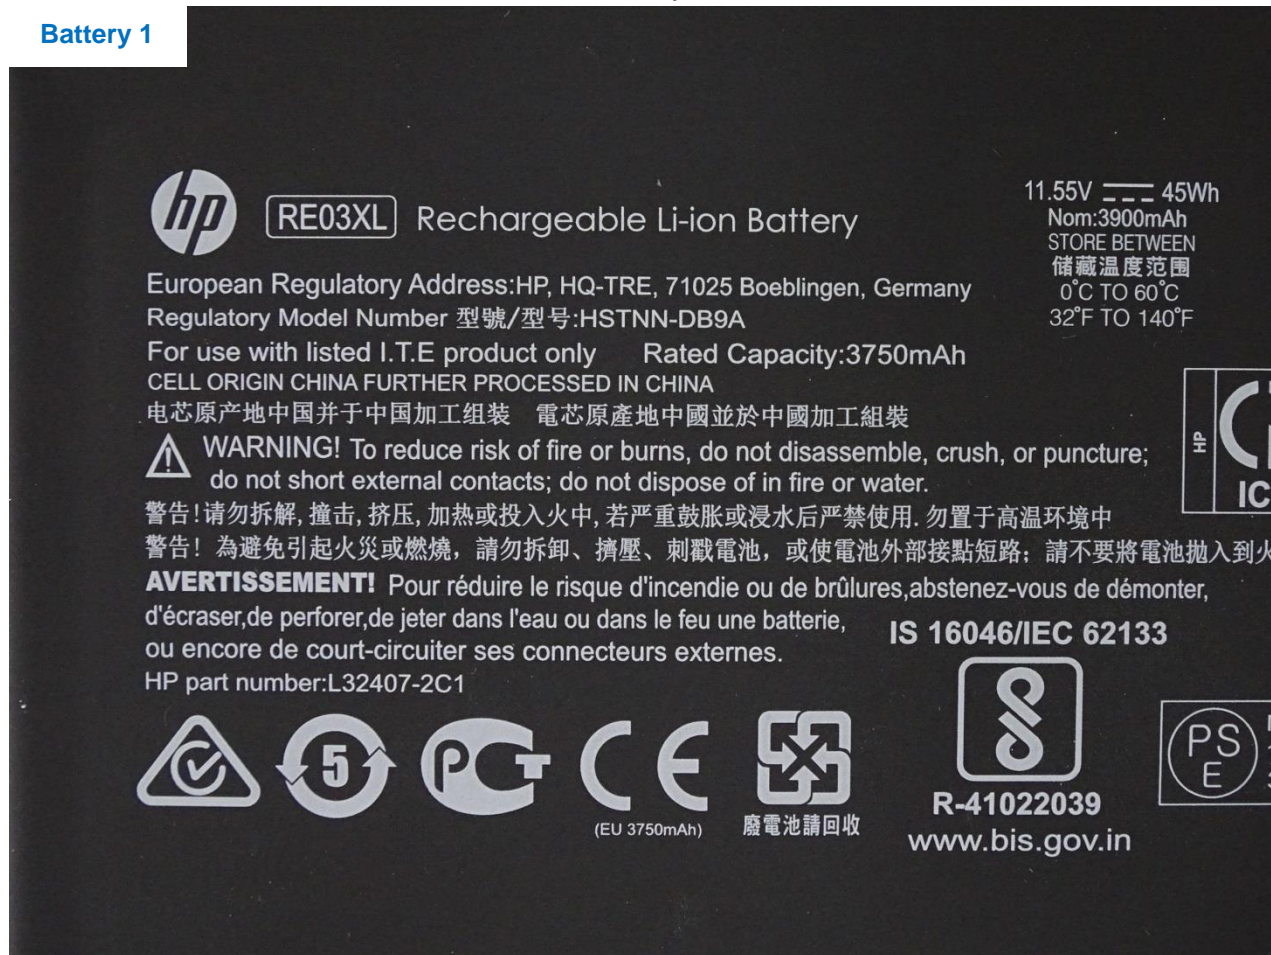 Battery 1
hp
RE03XL Rechargeable Li-ion Battery
11.55V 45Wh
Nom:3900mAh
STORE BETWEEN
储藏温度范围
0°C TO 60°C
32°F TO 140°F
European Regulatory Address:HP, HQ-TRE, 71025 Boeblingen, Germany
Regulatory Model Number 型號/型号:HSTNN-DB9A
For use with listed I.T.E product only Rated Capacity:3750mAh
CELL ORIGIN CHINA FURTHER PROCESSED IN CHINA
电芯原产地中国并于中国加工组装 電芯原產地中國並於中國加工組裝
WARNING! To reduce risk of fire or burns, do not disassemble, crush, or puncture;
do not short external contacts; do not dispose of in fire or water.
HP
IC
警告!请勿拆解, 撞击, 挤压, 加热或投入火中, 若严重鼓胀或浸水后严禁使用. 勿置于高温环境中
警告! 為避免引起火災或燃燒，請勿拆卸、擠壓、刺戳電池，或使電池外部接點短路；請不要將電池拋入到火
AVERTISSEMENT! Pour réduire le risque d'incendie ou de brûlures,abstenez-vous de démonter,
d'écraser,de perforer,de jeter dans l'eau ou dans le feu une batterie,
ou encore de court-circuiter ses connecteurs externes.
HP part number:L32407-2C1
IS 16046/IEC 62133
R-41022039
www.bis.gov.in
5
PCT
CE
(EU 3750mAh)
廢電池請回收
PS
E